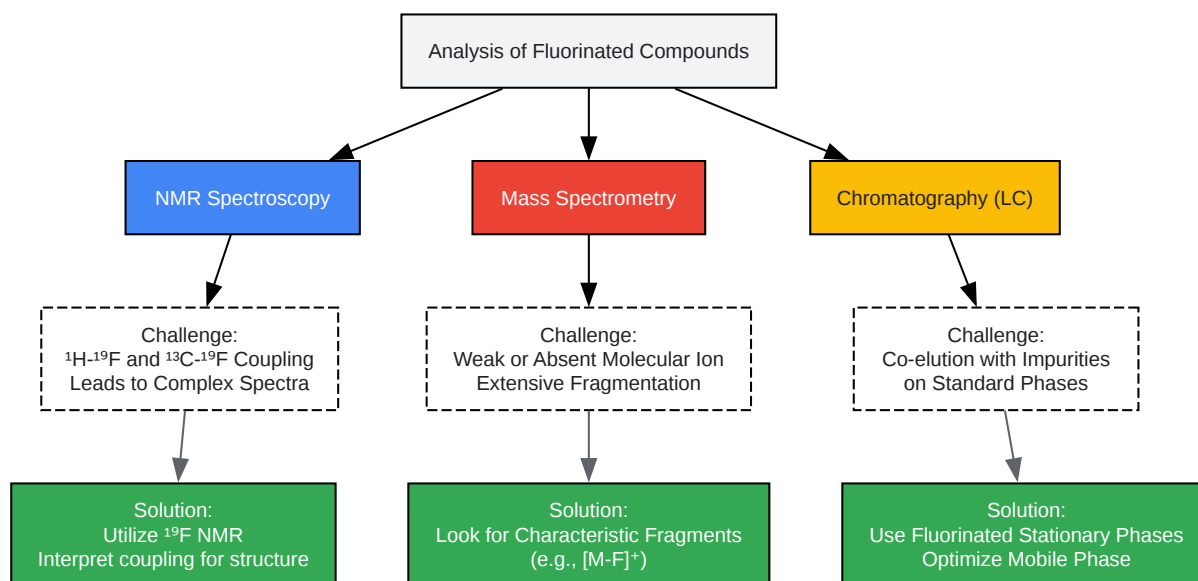 Analysis of Fluorinated Compounds
NMR Spectroscopy
Mass Spectrometry
Chromatography (LC)
Challenge:
¹H-¹⁹F and ¹³C-¹⁹F Coupling
Leads to Complex Spectra
Challenge:
Weak or Absent Molecular Ion
Extensive Fragmentation
Challenge:
Co-elution with Impurities
on Standard Phases
Solution:
Utilize ¹⁹F NMR
Interpret coupling for structure
Solution:
Look for Characteristic Fragments
(e.g., [M-F]⁺)
Solution:
Use Fluorinated Stationary Phases
Optimize Mobile Phase